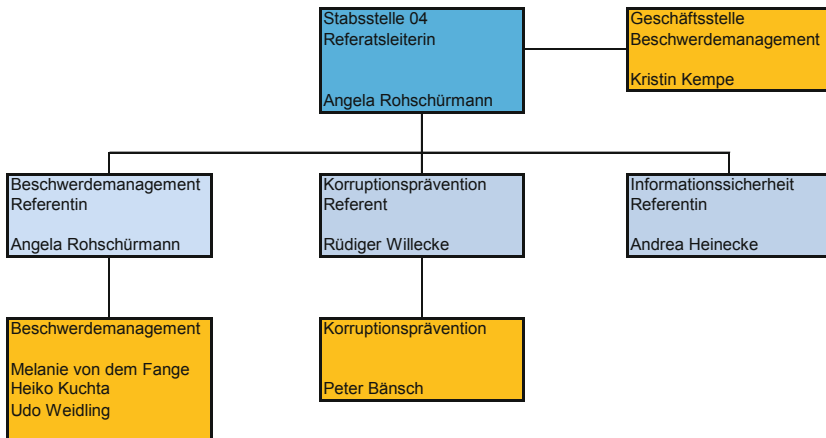 Stabsstelle 04
Referatsleiterin
Angela Rohschürmann
Geschäftsstelle
Beschwerdemanagement
Kristin Kempe
Beschwerdemanagement
Referentin
Angela Rohschürmann
Korruptionsprävention
Referent
Rüdiger Willecke
Informationssicherheit
Referentin
Andrea Heinecke
Beschwerdemanagement
Melanie von dem Fange
Heiko Kuchta
Udo Weidling
Korruptionsprävention
Peter Bänsch